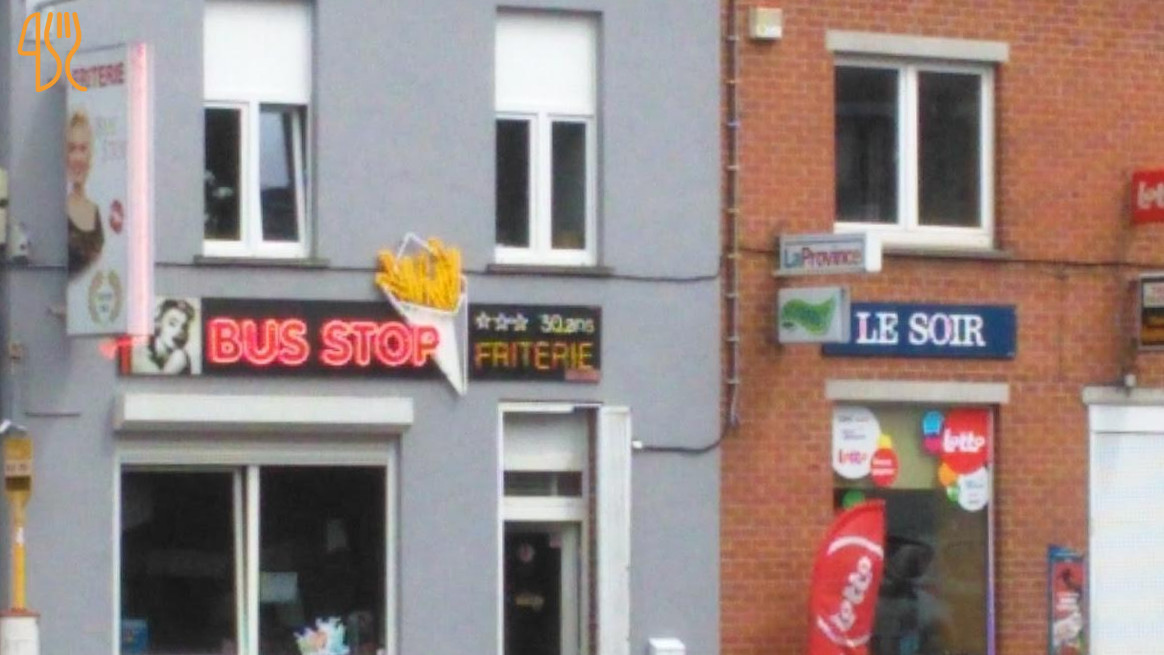 FRITERIE
BUS STOP
30 ans
FRITERIE
LaProvince
LE SOIR
lotto
lotto
lotto